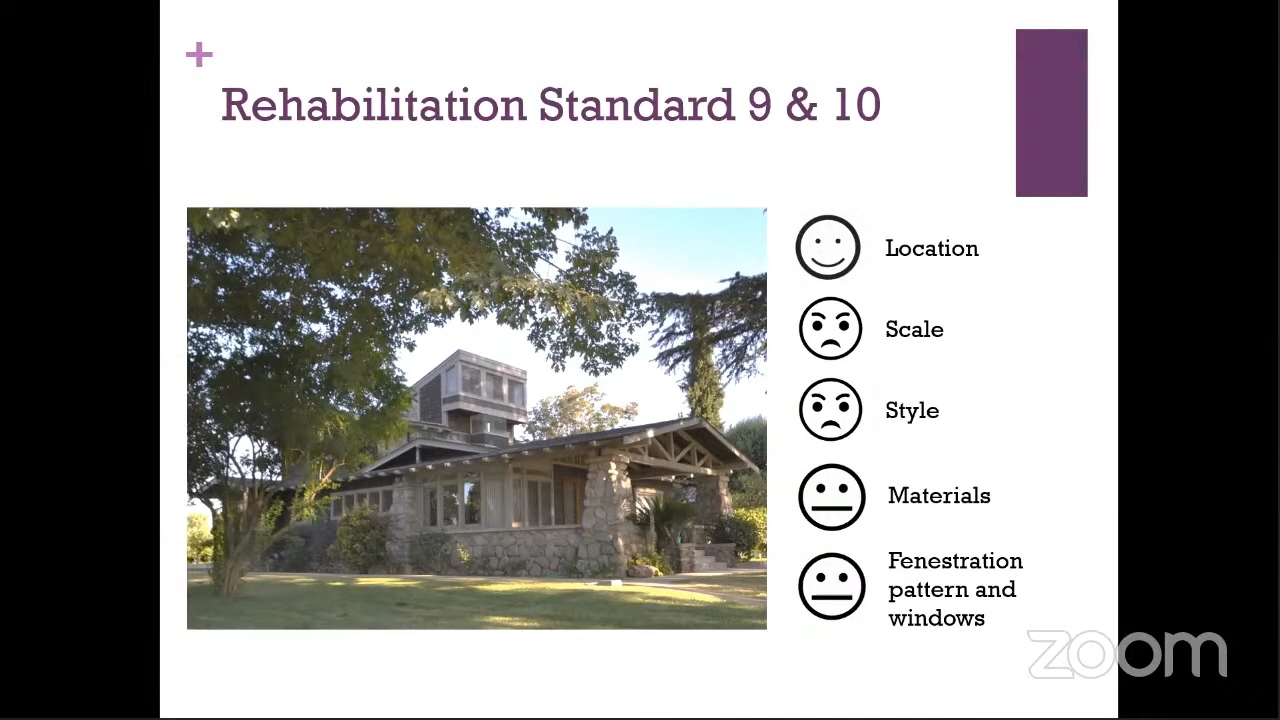 +
Rehabilitation Standard 9 & 10
Location
Scale
Style
Materials
Fenestration
pattern and
windows
zoom